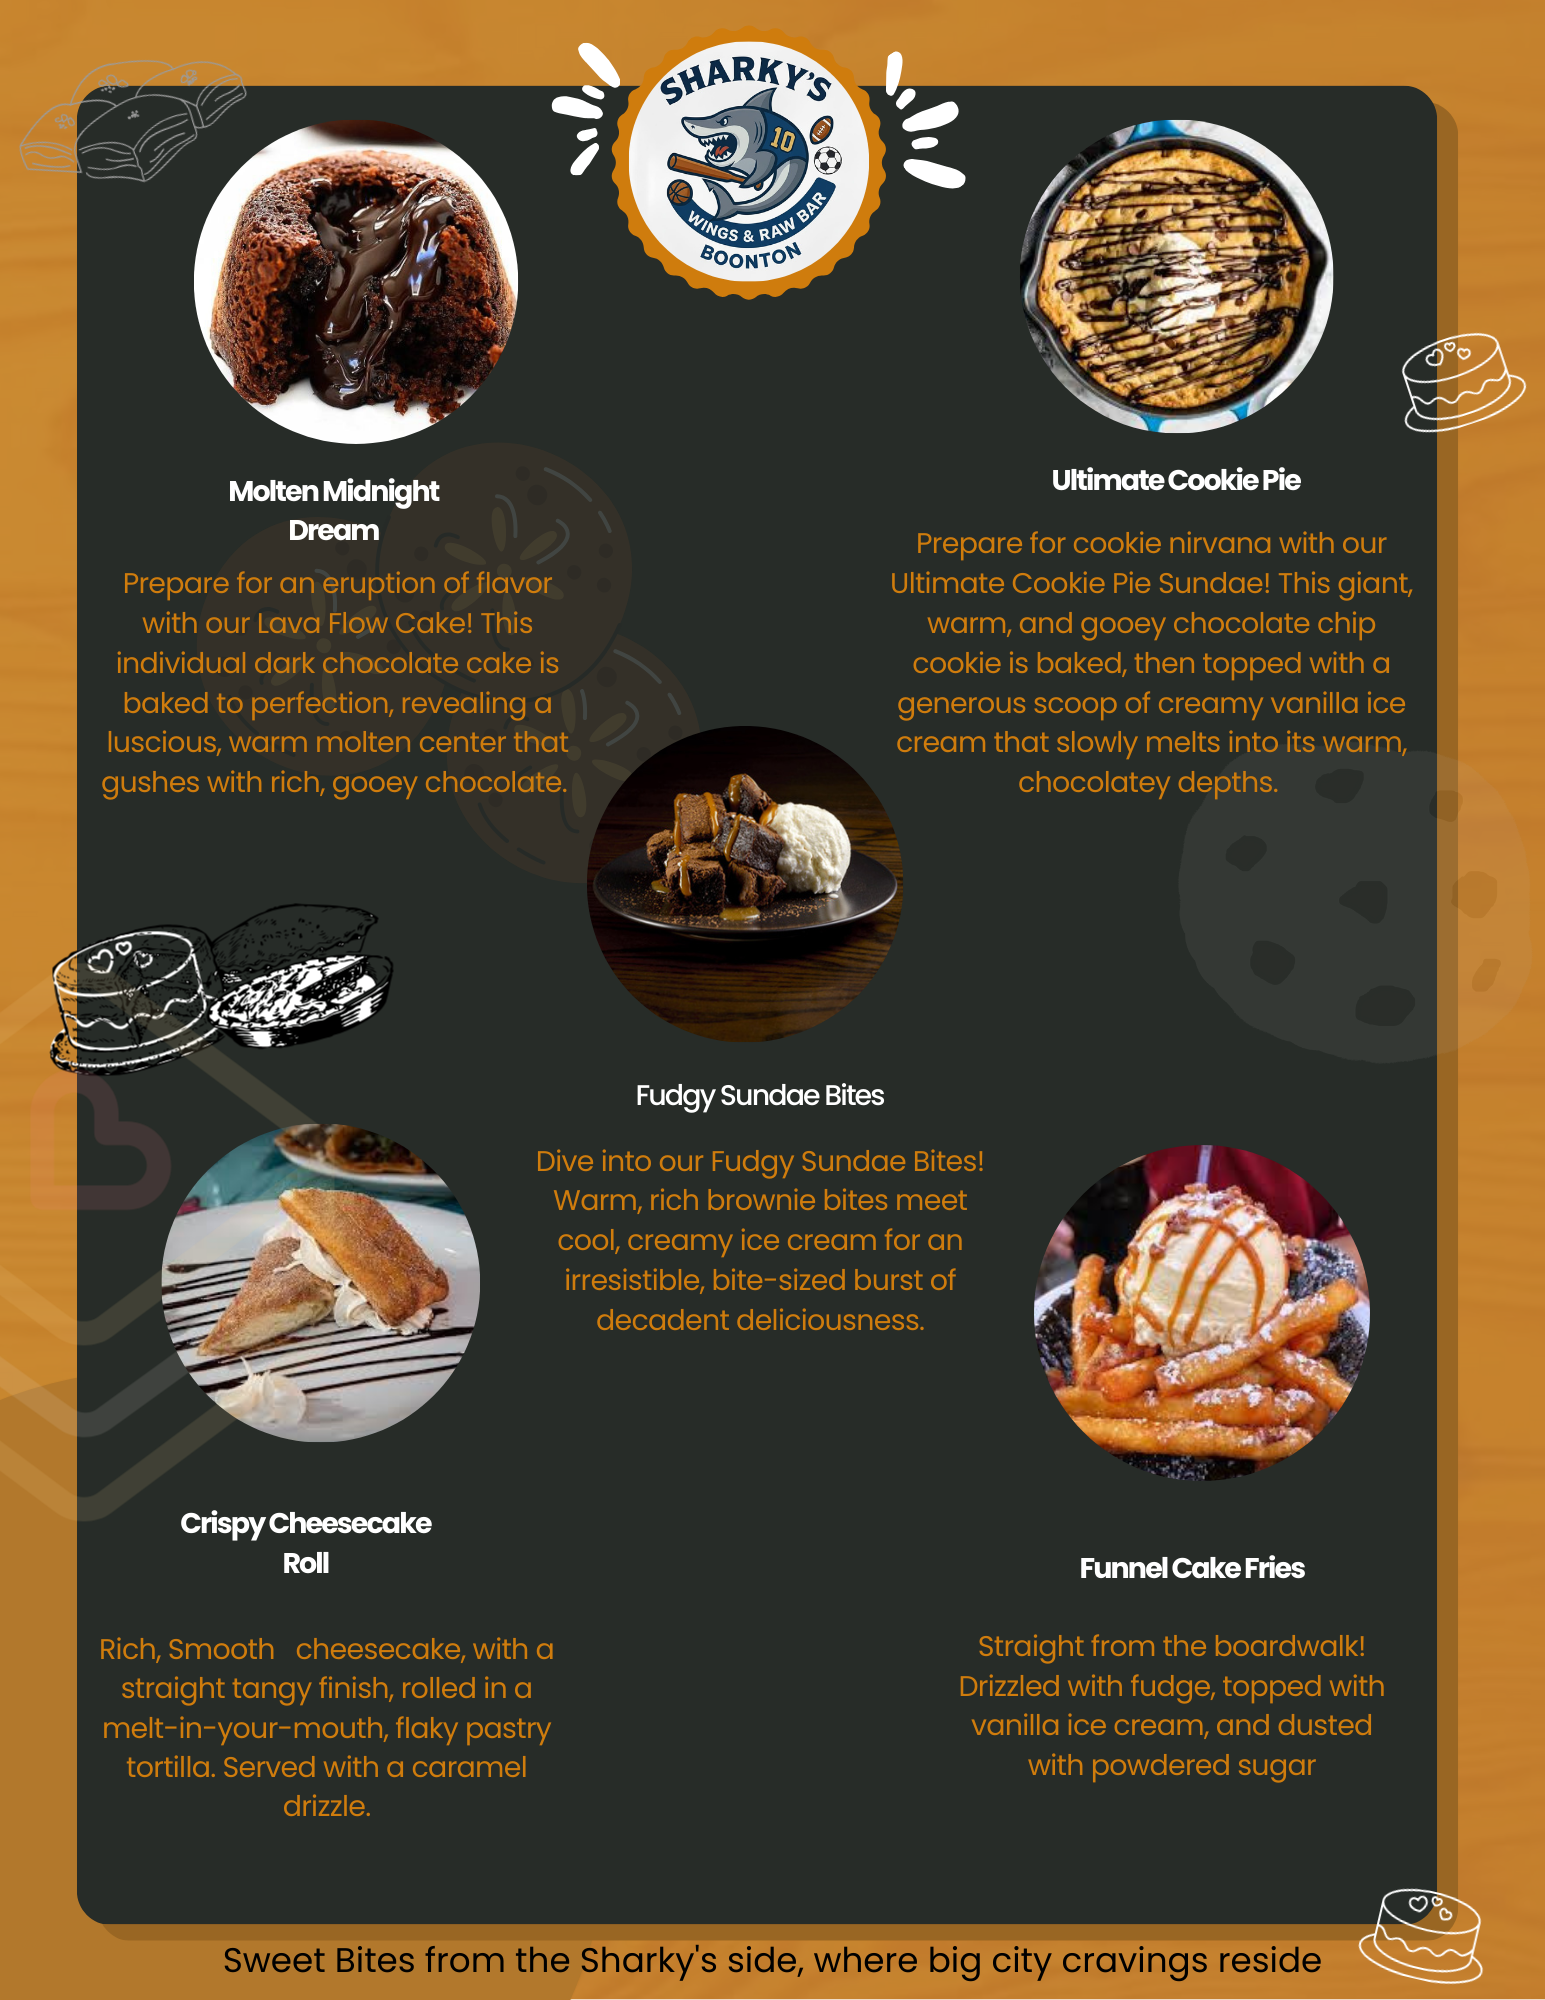 SHARKY'S
10
WINGS & RAW BAR
BOONTON
Molten Midnight
Dream
Prepare for an eruption of flavor
with our Lava Flow Cake! This
individual dark chocolate cake is
baked to perfection, revealing a
luscious, warm molten center that
gushes with rich, gooey chocolate.
Ultimate Cookie Pie
Prepare for cookie nirvana with our
Ultimate Cookie Pie Sundae! This giant,
warm, and gooey chocolate chip
cookie is baked, then topped with a
generous scoop of creamy vanilla ice
cream that slowly melts into its warm,
chocolatey depths.
Fudgy Sundae Bites
Dive into our Fudgy Sundae Bites!
Warm, rich brownie bites meet
cool, creamy ice cream for an
irresistible, bite-sized burst of
decadent deliciousness.
Crispy Cheesecake
Roll
Rich, Smooth cheesecake, with a
straight tangy finish, rolled in a
melt-in-your-mouth, flaky pastry
tortilla. Served with a caramel
drizzle.
Funnel Cake Fries
Straight from the boardwalk!
Drizzled with fudge, topped with
vanilla ice cream, and dusted
with powdered sugar
Sweet Bites from the Sharky's side, where big city cravings reside